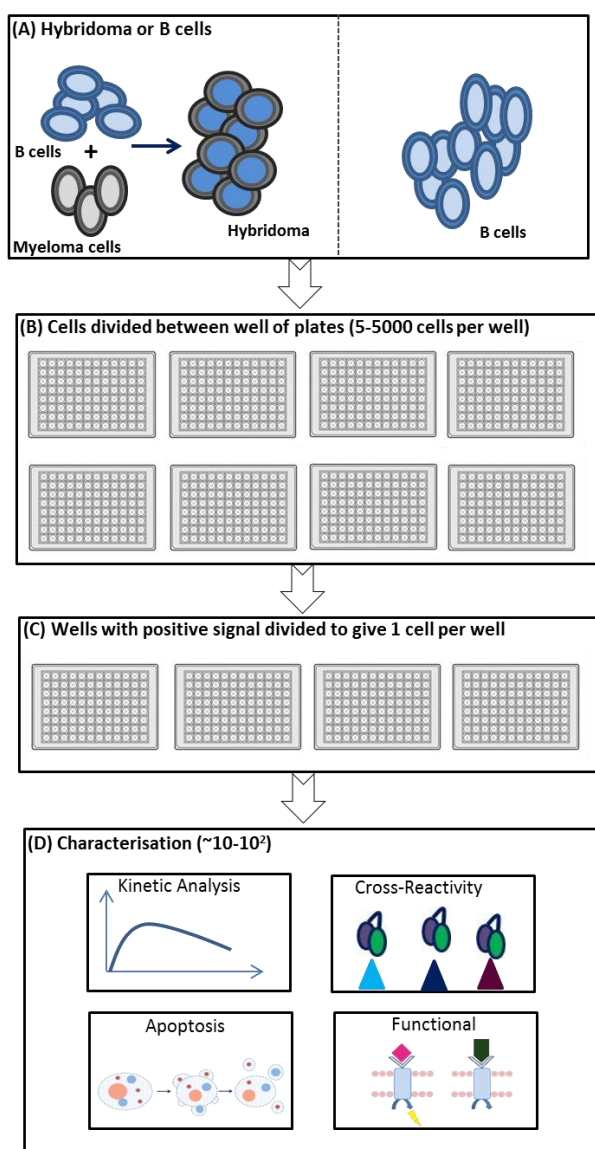 (A) Hybridoma or B cells
B cells
+
Myeloma cells
Hybridoma
B cells
(B) Cells divided between well of plates (5-5000 cells per well)
(C) Wells with positive signal divided to give 1 cell per well
(D) Characterisation (~10-10²)
Kinetic Analysis
Cross-Reactivity
Apoptosis
Functional